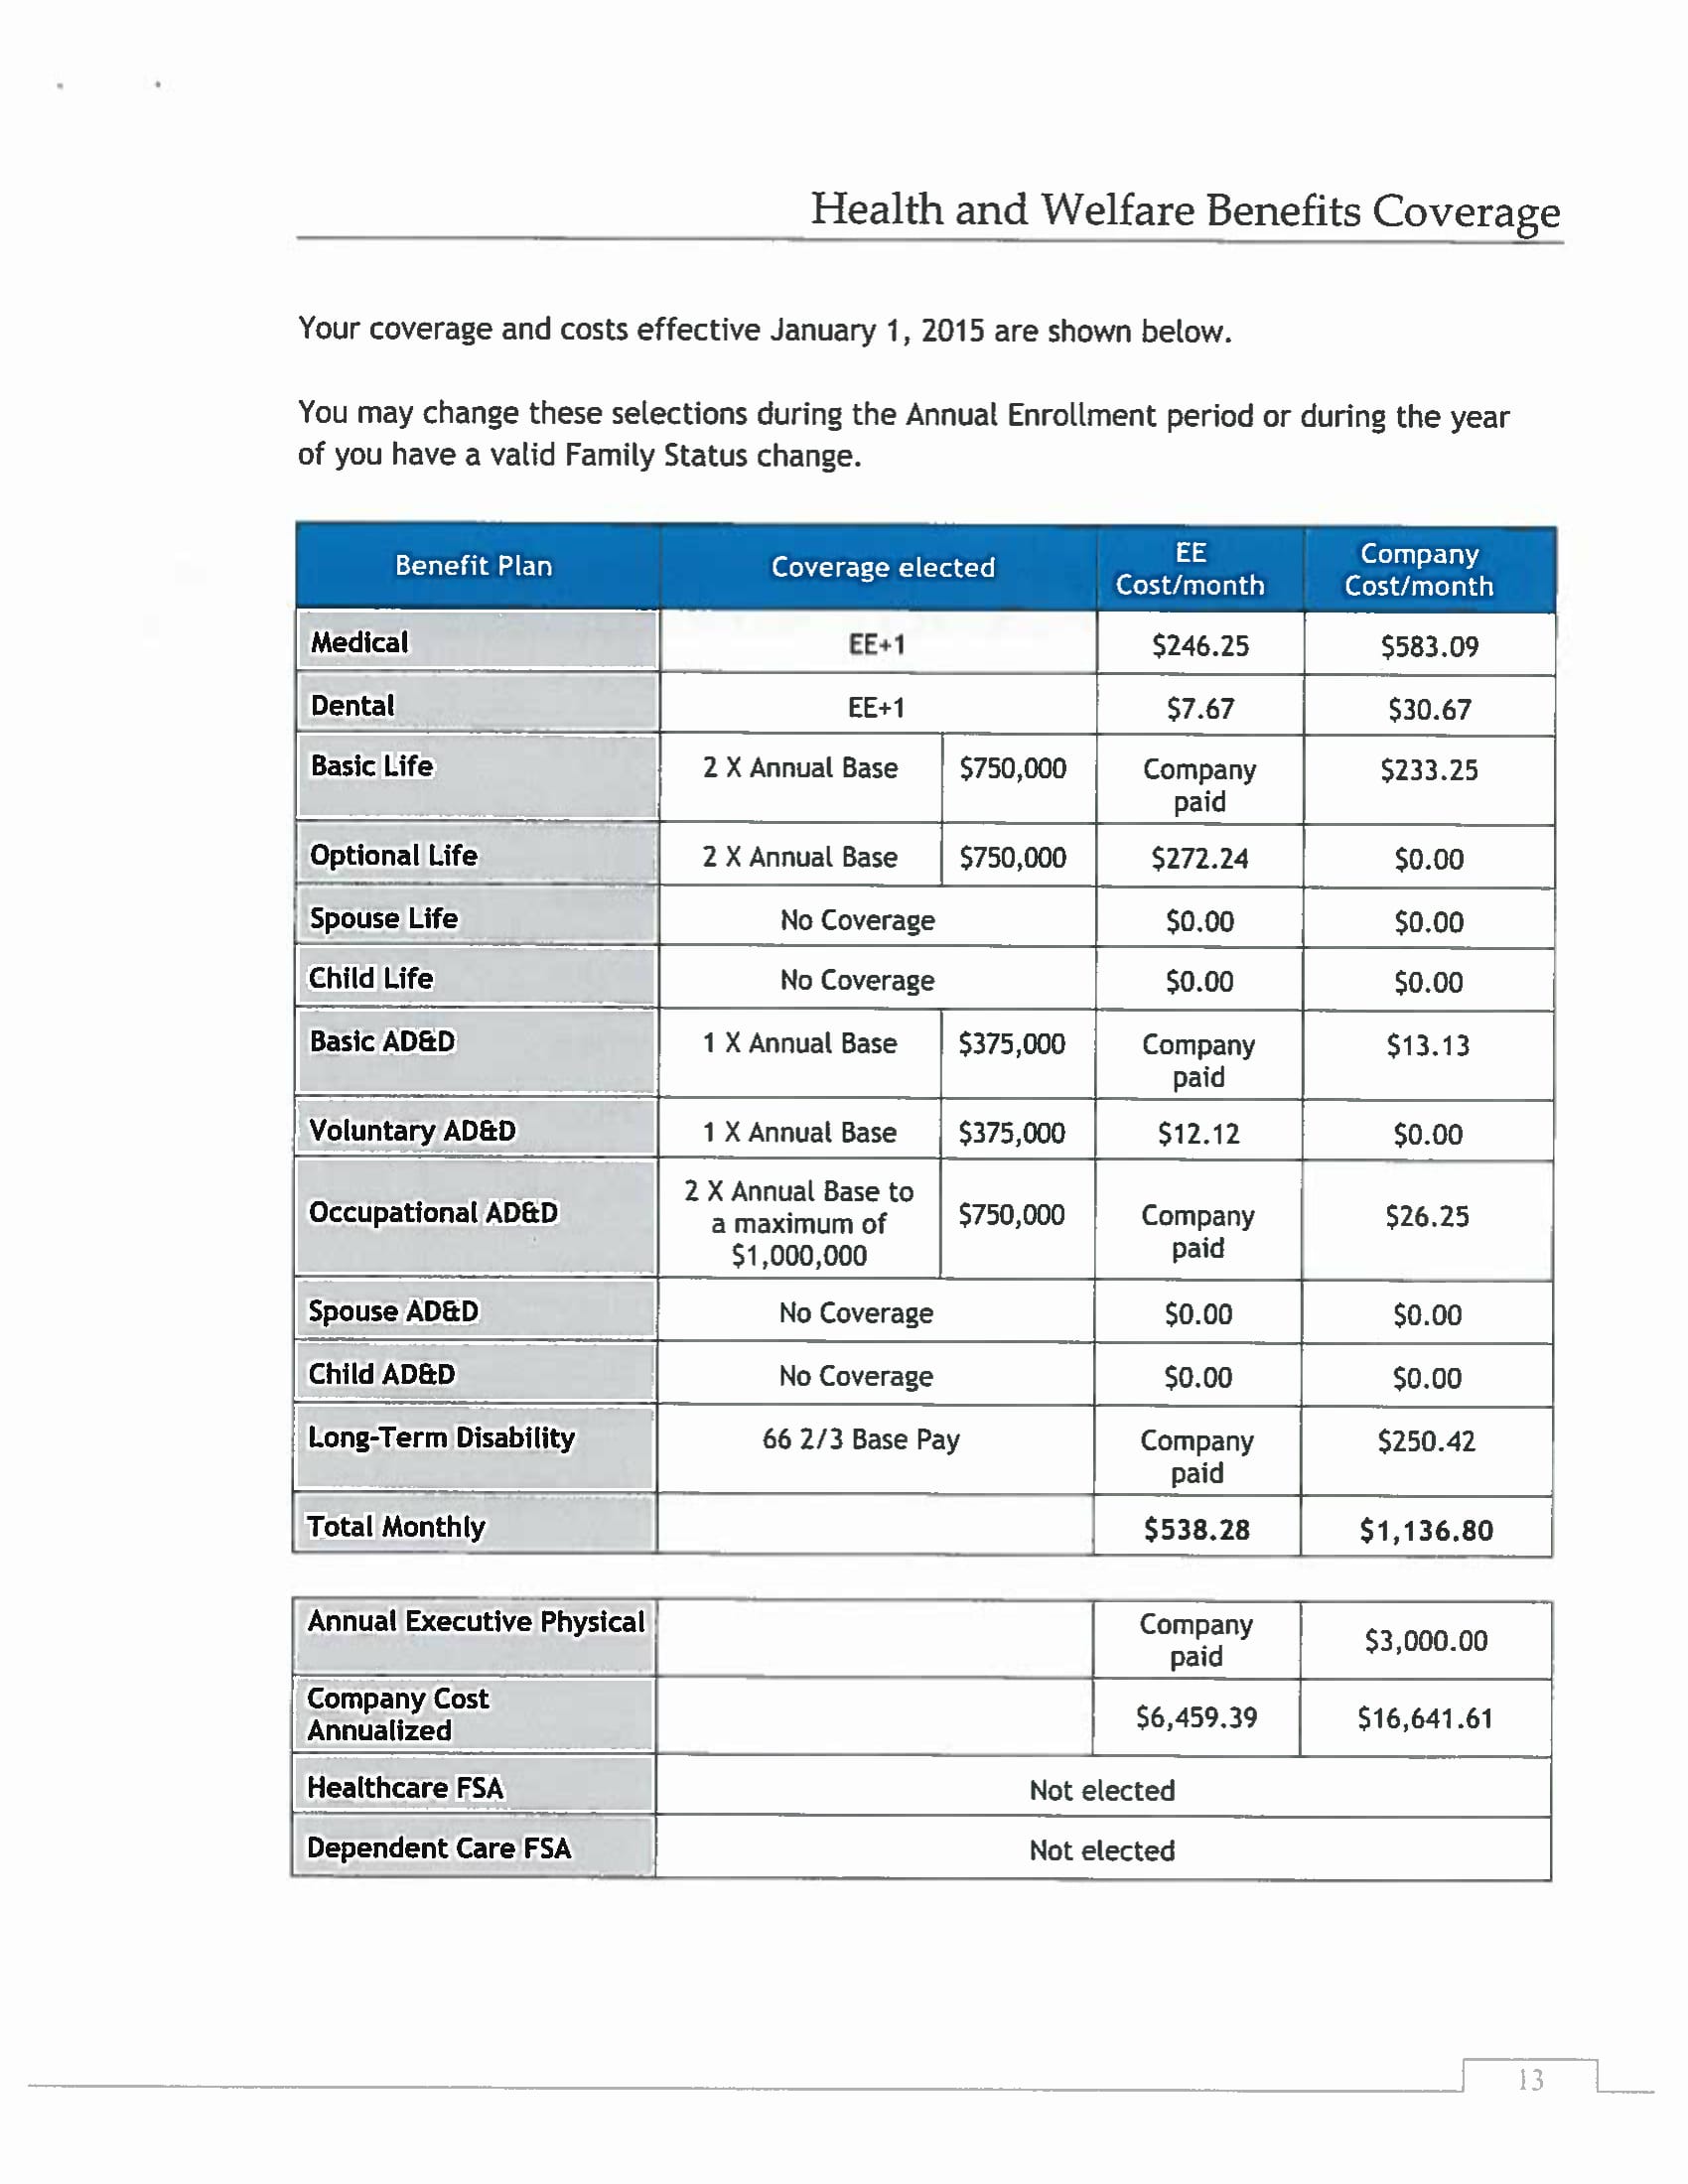 Health and Welfare Benefits Coverage
Your coverage and costs effective January 1, 2015 are shown below.
You may change these selections during the Annual Enrollment period or during the year
of you have a valid Family Status change.
Benefit Plan Coverage elected EE Cost/month Company Cost/month
Medical EE+1 $246.25 $583.09
Dental EE+1 $7.67 $30.67
Basic Life 2 X Annual Base $750,000 Company paid $233.25
Optional Life 2 X Annual Base $750,000 $272.24 $0.00
Spouse Life No Coverage $0.00 $0.00
Child Life No Coverage $0.00 $0.00
Basic AD&D 1 X Annual Base $375,000 Company paid $13.13
Voluntary AD&D 1 X Annual Base $375,000 $12.12 $0.00
Occupational AD&D 2 X Annual Base to a maximum of $1,000,000 $750,000 Company paid $26.25
Spouse AD&D No Coverage $0.00 $0.00
Child AD&D No Coverage $0.00 $0.00
Long-Term Disability 66 2/3 Base Pay Company paid $250.42
Total Monthly $538.28 $1,136.80
Annual Executive Physical Company paid $3,000.00
Company Cost Annualized $6,459.39 $16,641.61
Healthcare FSA Not elected
Dependent Care FSA Not elected
13